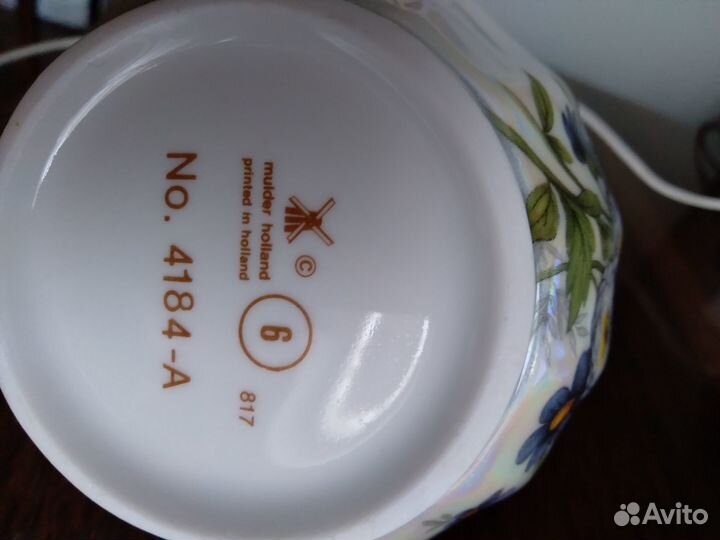 ©
mulder holland
printed in holland
6
817
No. 4184-A
Avito